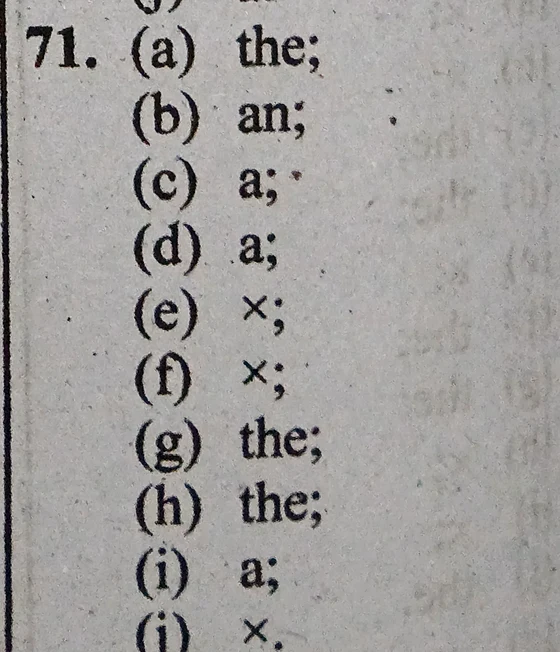 71. (a) the;
(b) an;
(c) a;
(d) a;
(e) ×;
(f) ×;
(g) the;
(h) the;
(i) a;
(j) ×.